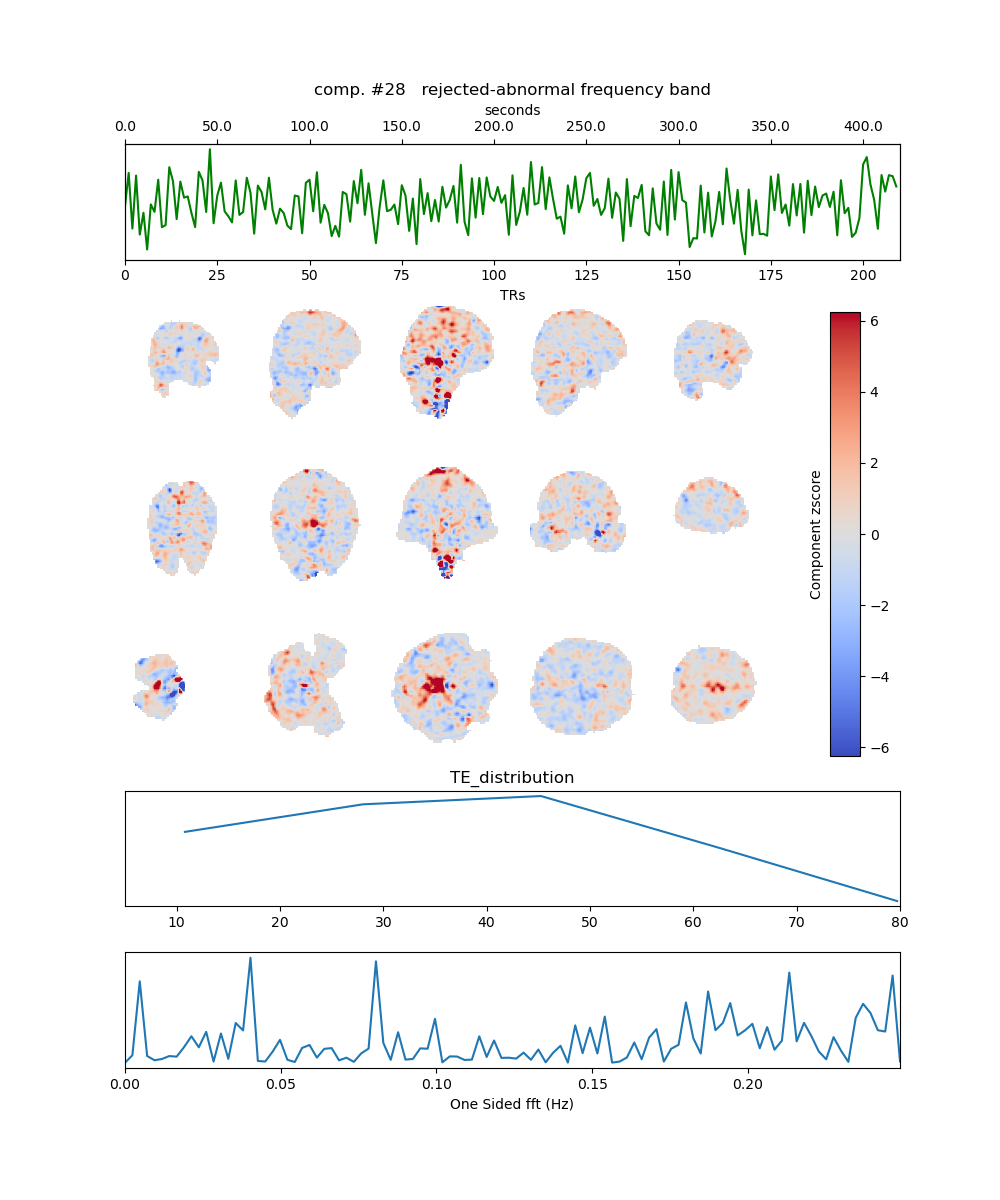 comp. #28   rejected-abnormal frequency band
seconds
0.0 50.0 100.0 150.0 200.0 250.0 300.0 350.0 400.0
0 25 50 75 100 125 150 175 200
TRs
6
4
2
0
−2
−4
−6
Component zscore
TE_distribution
10 20 30 40 50 60 70 80
0.00 0.05 0.10 0.15 0.20
One Sided fft (Hz)